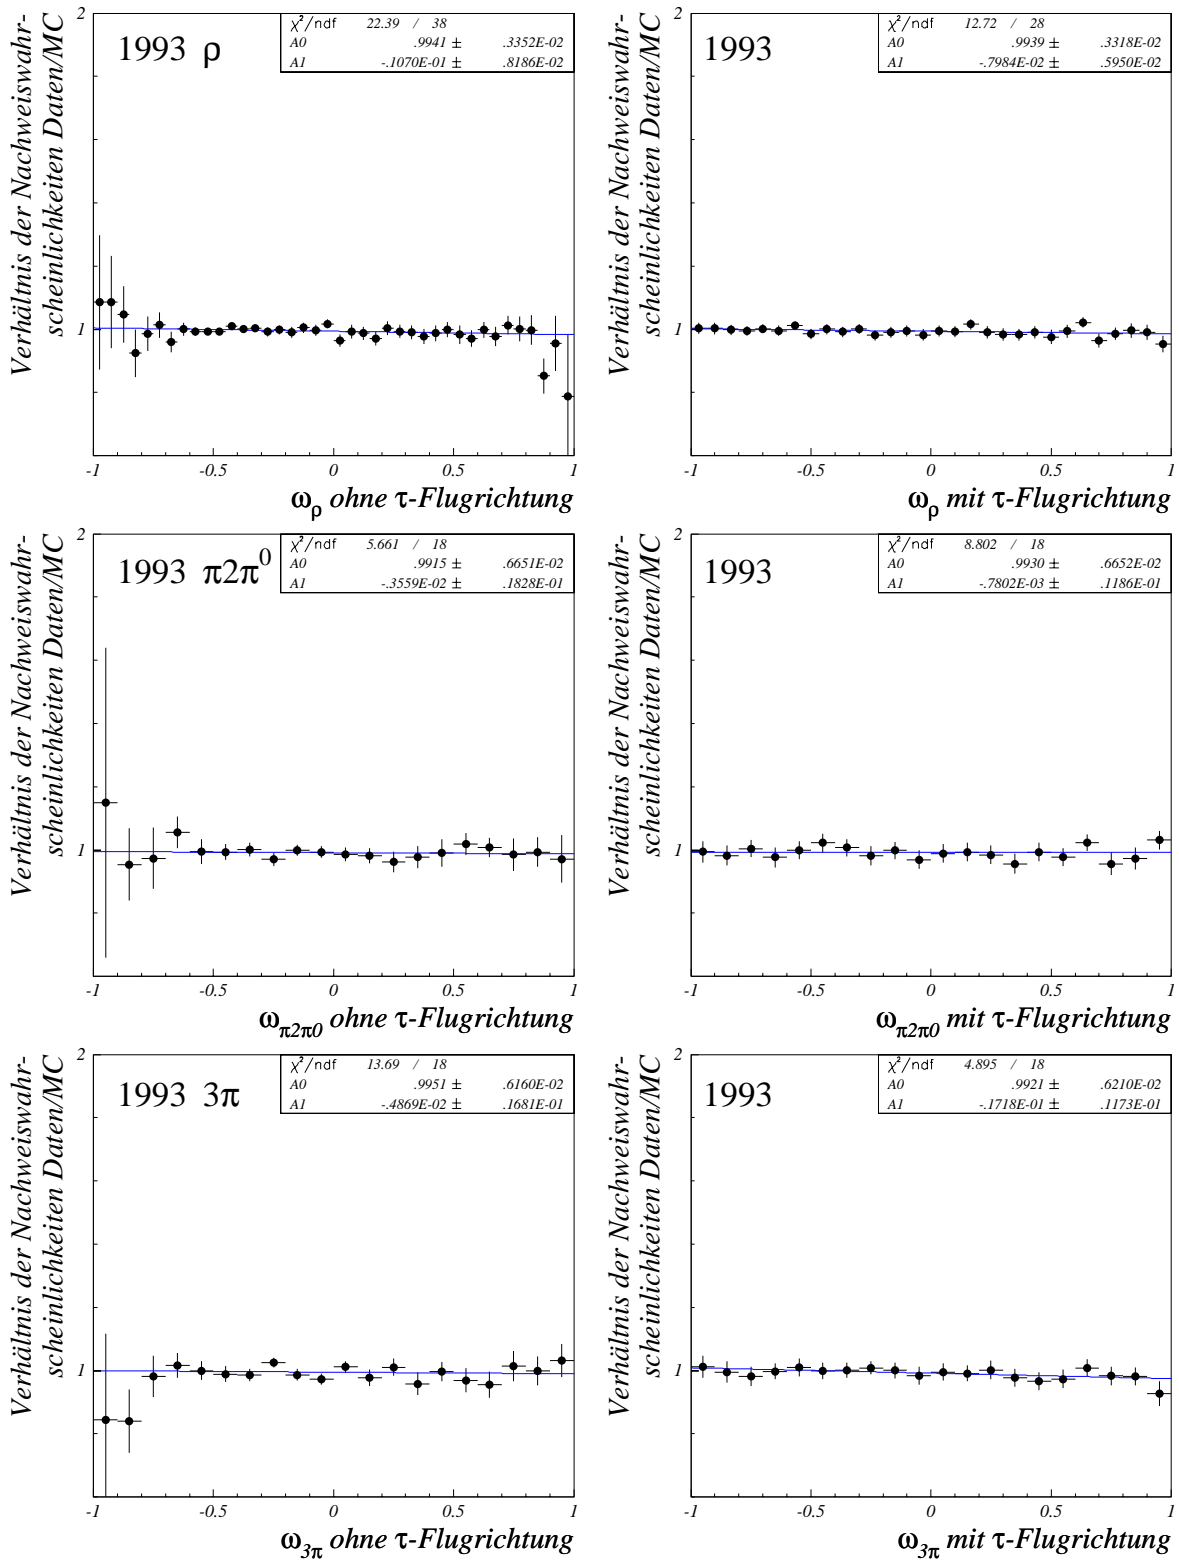 2
χ²/ndf 22.39 / 38
A0 .9941 ± .3352E-02
A1 -.1070E-01 ± .8186E-02
1993 ρ
Verhältnis der Nachweiswahr-
scheinlichkeiten Daten/MC
1
-1 -0.5 0 0.5 1
ωρ ohne τ-Flugrichtung
2
χ²/ndf 12.72 / 28
A0 .9939 ± .3318E-02
A1 -.7984E-02 ± .5950E-02
1993
Verhältnis der Nachweiswahr-
scheinlichkeiten Daten/MC
1
-1 -0.5 0 0.5 1
ωρ mit τ-Flugrichtung
2
χ²/ndf 5.661 / 18
A0 .9915 ± .6651E-02
A1 -.3559E-02 ± .1828E-01
1993 π2π⁰
Verhältnis der Nachweiswahr-
scheinlichkeiten Daten/MC
1
-1 -0.5 0 0.5 1
ωπ2π0 ohne τ-Flugrichtung
2
χ²/ndf 8.802 / 18
A0 .9930 ± .6652E-02
A1 -.7802E-03 ± .1186E-01
1993
Verhältnis der Nachweiswahr-
scheinlichkeiten Daten/MC
1
-1 -0.5 0 0.5 1
ωπ2π0 mit τ-Flugrichtung
2
χ²/ndf 13.69 / 18
A0 .9951 ± .6160E-02
A1 -.4869E-02 ± .1681E-01
1993 3π
Verhältnis der Nachweiswahr-
scheinlichkeiten Daten/MC
1
-1 -0.5 0 0.5 1
ω3π ohne τ-Flugrichtung
2
χ²/ndf 4.895 / 18
A0 .9921 ± .6210E-02
A1 -.1718E-01 ± .1173E-01
1993
Verhältnis der Nachweiswahr-
scheinlichkeiten Daten/MC
1
-1 -0.5 0 0.5 1
ω3π mit τ-Flugrichtung